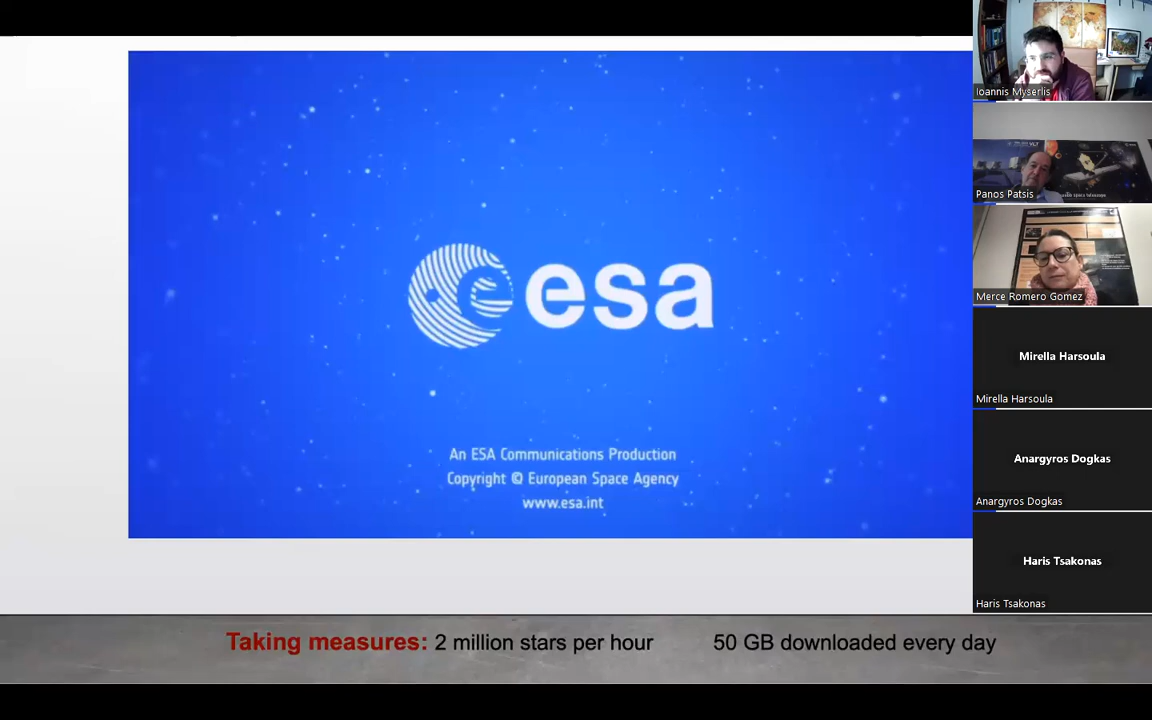 esa
An ESA Communications Production
Copyright © European Space Agency
www.esa.int
Taking measures: 2 million stars per hour 50 GB downloaded every day
Ioannis Myserlis
Panos Patsis
Merce Romero Gomez
Mirella Harsoula
Mirella Harsoula
Anargyros Dogkas
Anargyros Dogkas
Haris Tsakonas
Haris Tsakonas